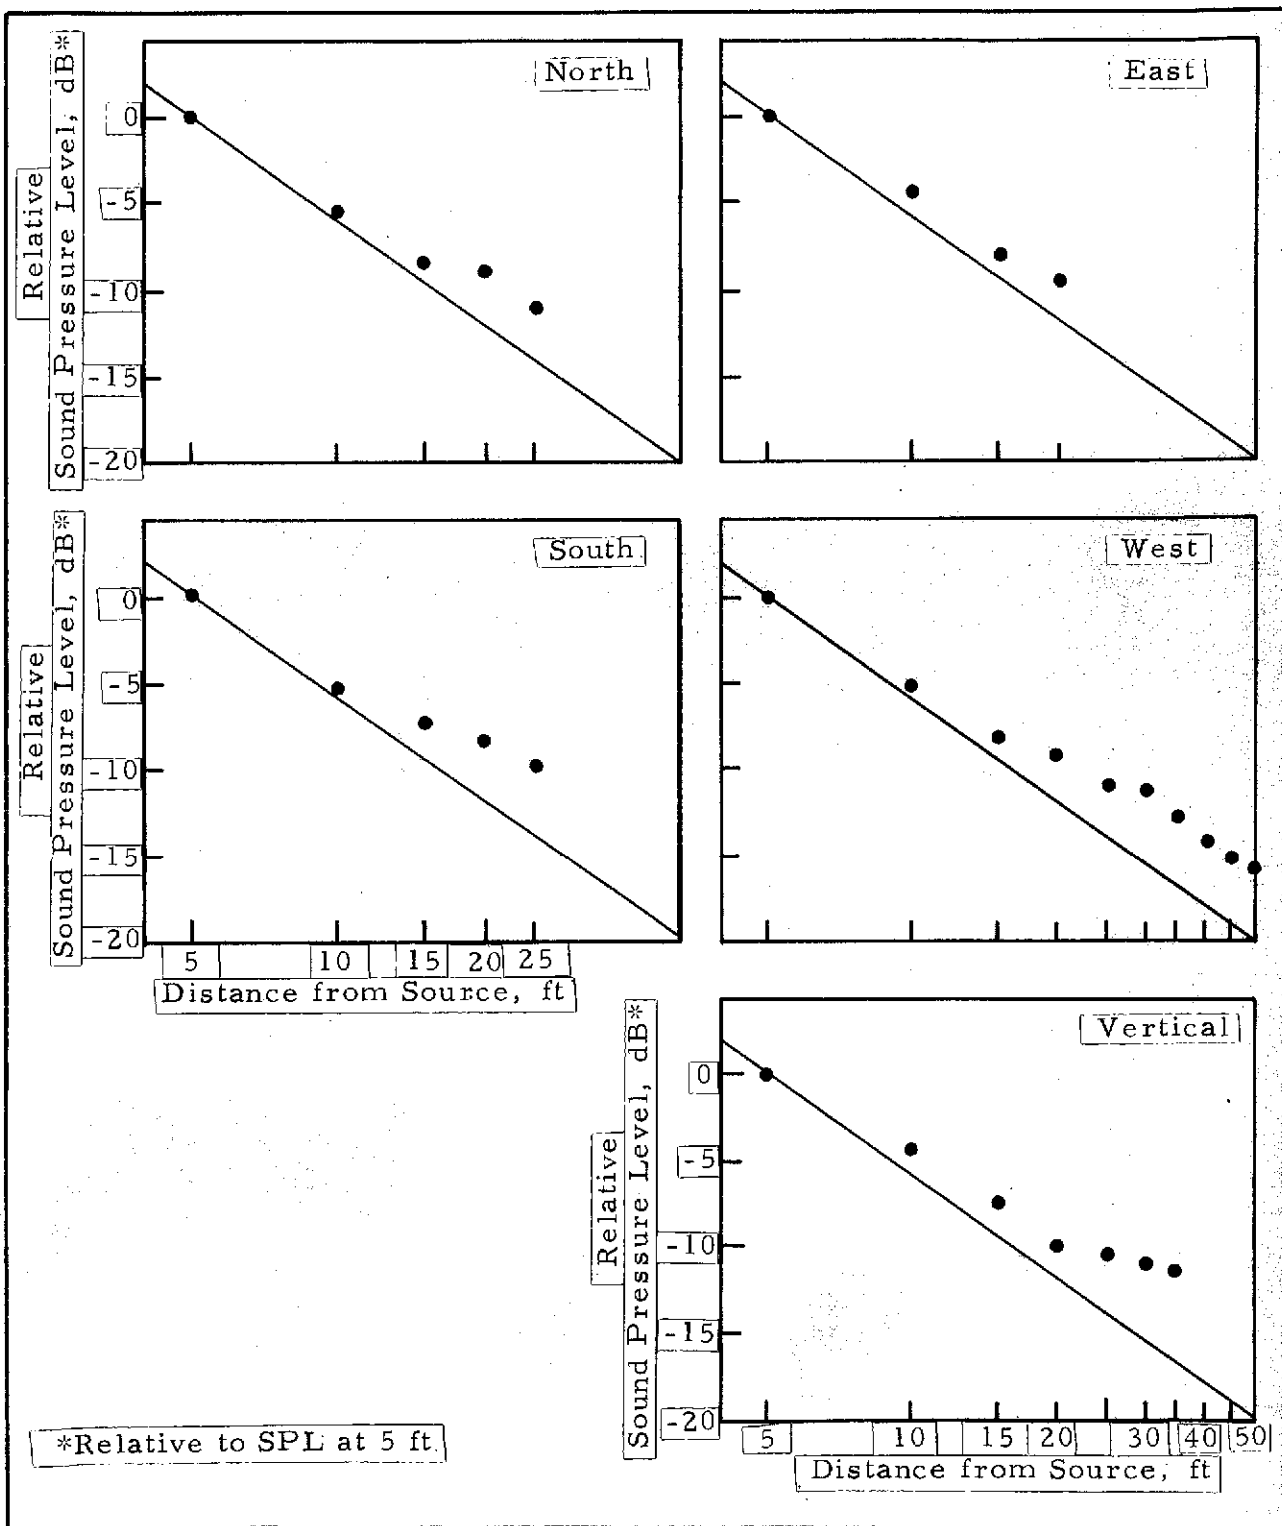 North
East
Relative
Sound Pressure Level, dB*
0
-5
-10
-15
-20
South
West
Relative
Sound Pressure Level, dB*
0
-5
-10
-15
-20
5 10 15 20 25
Distance from Source, ft
Vertical
Relative
Sound Pressure Level, dB*
0
-5
-10
-15
-20
5 10 15 20 30 40 50
Distance from Source, ft
*Relative to SPL at 5 ft